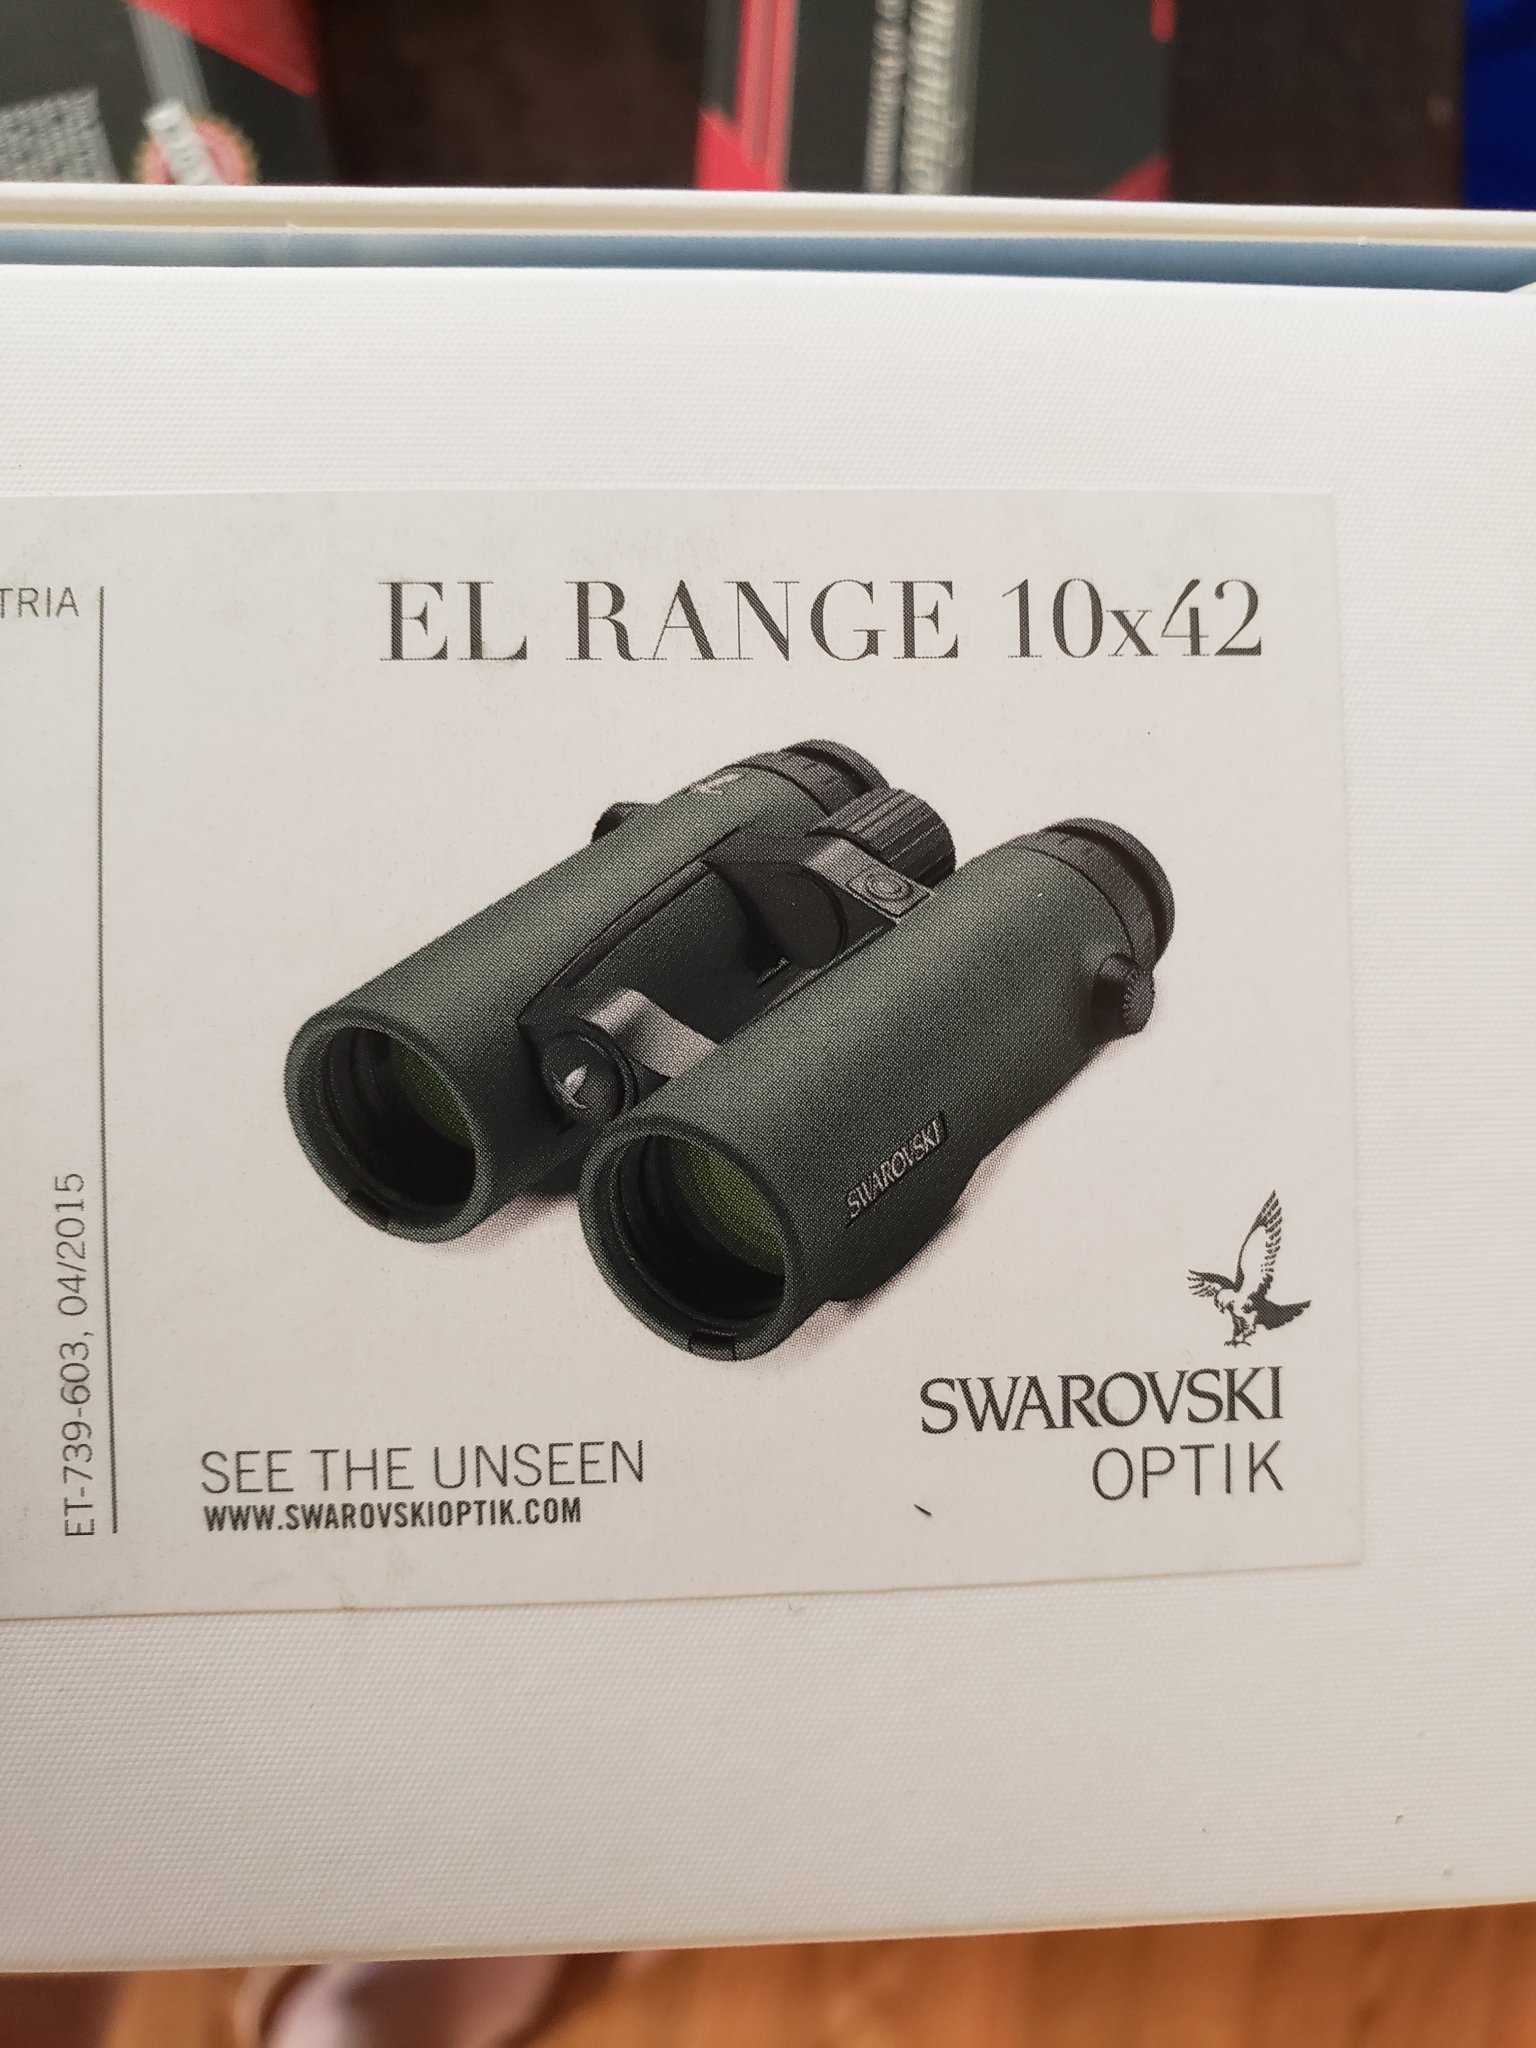 TRIA
ET-739-603, 04/2015
EL RANGE 10x42
SWAROVSKI
SEE THE UNSEEN
WWW.SWAROVSKIOPTIK.COM
SWAROVSKI
OPTIK